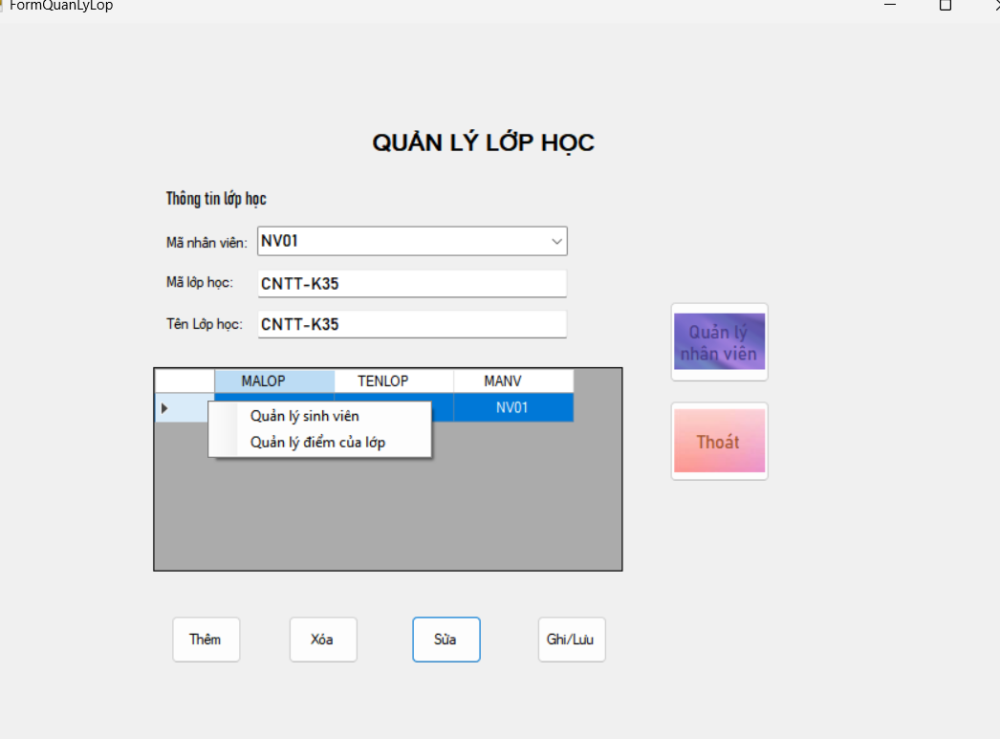 FormQuanLyLop
QUẢN LÝ LỚP HỌC
Thông tin lớp học
Mã nhân viên: NV01
Mã lớp học: CNTT-K35
Tên Lớp học: CNTT-K35
MALOP TENLOP MANV
NV01
Quản lý sinh viên
Quản lý điểm của lớp
Quản lý
nhân viên
Thoát
Thêm Xóa Sửa Ghi/Lưu